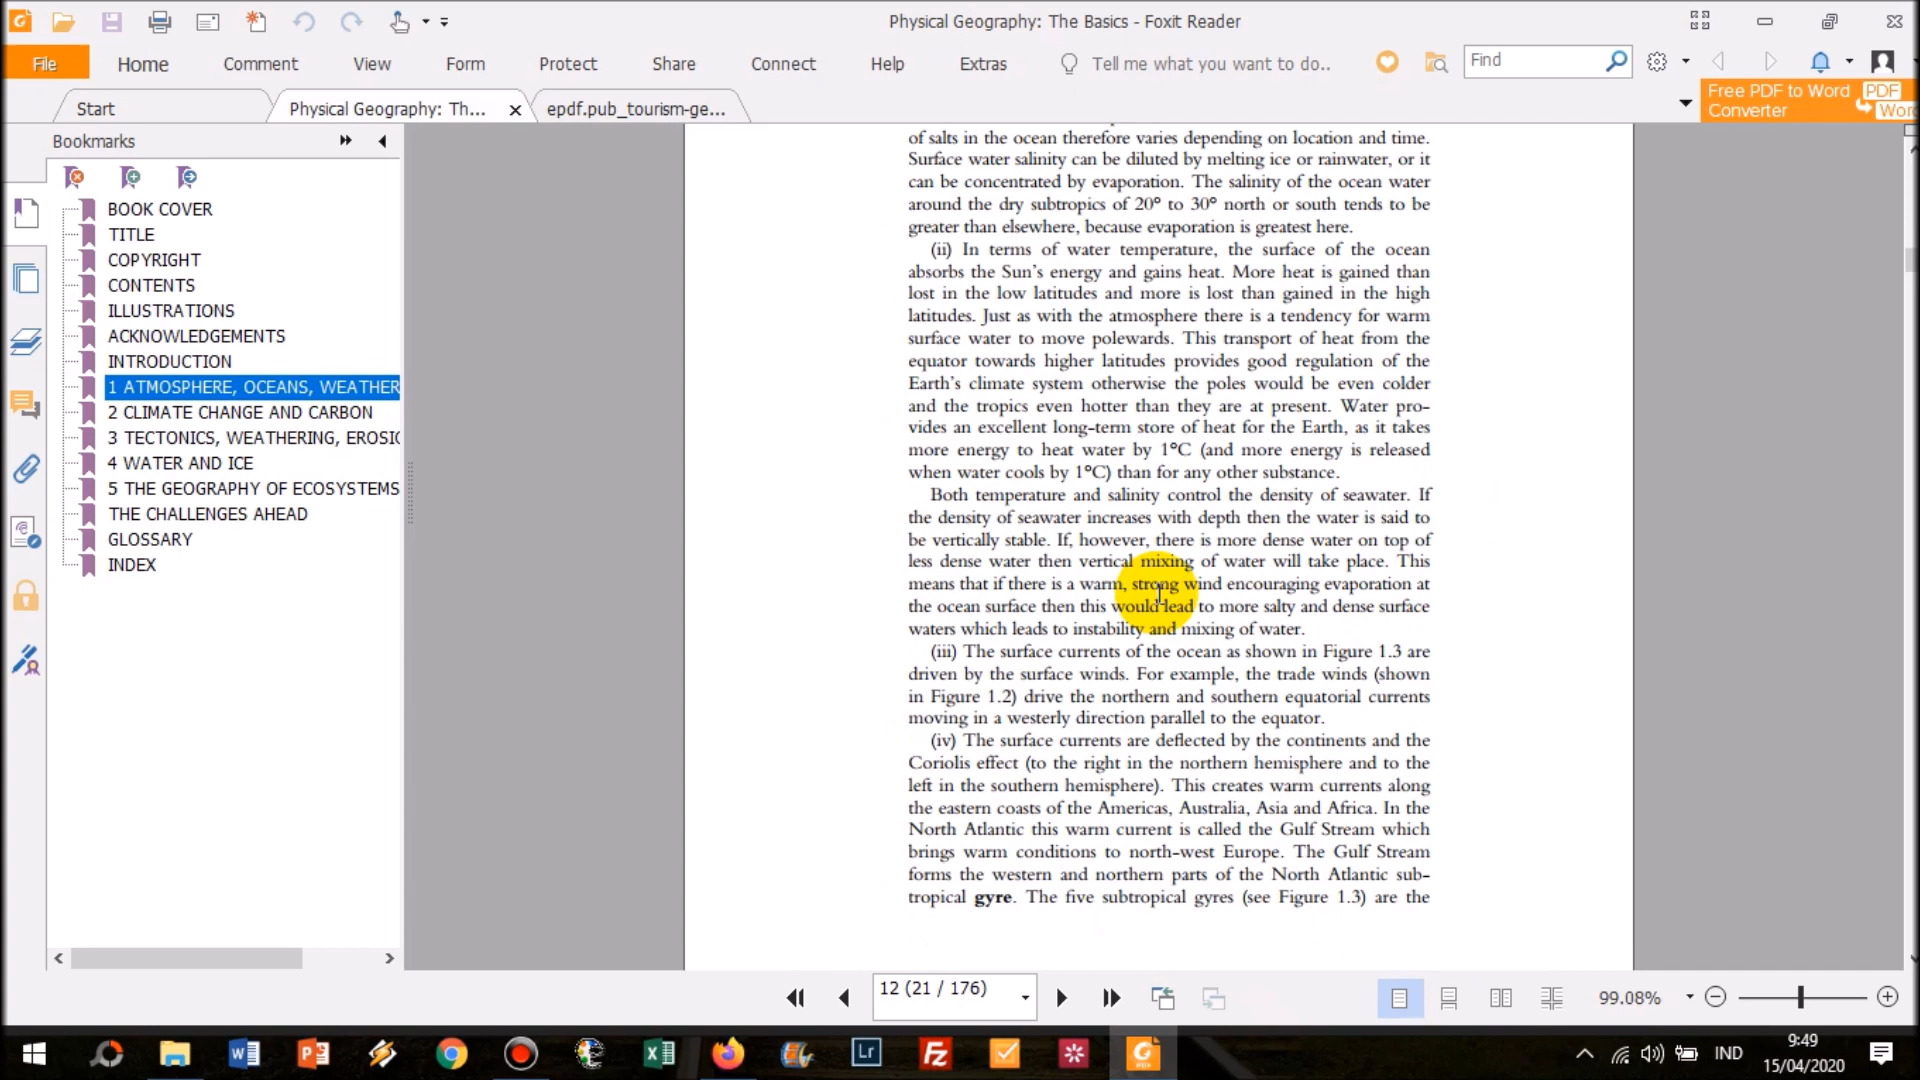 Physical Geography: The Basics - Foxit Reader
File
Home
Comment
View
Form
Protect
Share
Connect
Help
Extras
Tell me what you want to do..
Find
Free PDF to Word
Converter
PDF
Word
Start
Physical Geography: Th...
epdf.pub_tourism-ge...
Bookmarks
BOOK COVER
TITLE
COPYRIGHT
CONTENTS
ILLUSTRATIONS
ACKNOWLEDGEMENTS
INTRODUCTION
1 ATMOSPHERE, OCEANS, WEATHER
2 CLIMATE CHANGE AND CARBON
3 TECTONICS, WEATHERING, EROSIO
4 WATER AND ICE
5 THE GEOGRAPHY OF ECOSYSTEMS
THE CHALLENGES AHEAD
GLOSSARY
INDEX
of salts in the ocean therefore varies depending on location and time.
Surface water salinity can be diluted by melting ice or rainwater, or it
can be concentrated by evaporation. The salinity of the ocean water
around the dry subtropics of 20° to 30° north or south tends to be
greater than elsewhere, because evaporation is greatest here.
(ii) In terms of water temperature, the surface of the ocean
absorbs the Sun's energy and gains heat. More heat is gained than
lost in the low latitudes and more is lost than gained in the high
latitudes. Just as with the atmosphere there is a tendency for warm
surface water to move polewards. This transport of heat from the
equator towards higher latitudes provides good regulation of the
Earth's climate system otherwise the poles would be even colder
and the tropics even hotter than they are at present. Water pro-
vides an excellent long-term store of heat for the Earth, as it takes
more energy to heat water by 1°C (and more energy is released
when water cools by 1°C) than for any other substance.
Both temperature and salinity control the density of seawater. If
the density of seawater increases with depth then the water is said to
be vertically stable. If, however, there is more dense water on top of
less dense water then vertical mixing of water will take place. This
means that if there is a warm, strong wind encouraging evaporation at
the ocean surface then this would lead to more salty and dense surface
waters which leads to instability and mixing of water.
(iii) The surface currents of the ocean as shown in Figure 1.3 are
driven by the surface winds. For example, the trade winds (shown
in Figure 1.2) drive the northern and southern equatorial currents
moving in a westerly direction parallel to the equator.
(iv) The surface currents are deflected by the continents and the
Coriolis effect (to the right in the northern hemisphere and to the
left in the southern hemisphere). This creates warm currents along
the eastern coasts of the Americas, Australia, Asia and Africa. In the
North Atlantic this warm current is called the Gulf Stream which
brings warm conditions to north-west Europe. The Gulf Stream
forms the western and northern parts of the North Atlantic sub-
tropical gyre. The five subtropical gyres (see Figure 1.3) are the
12 (21 / 176)
99.08%
Lr
IND
9:49
15/04/2020